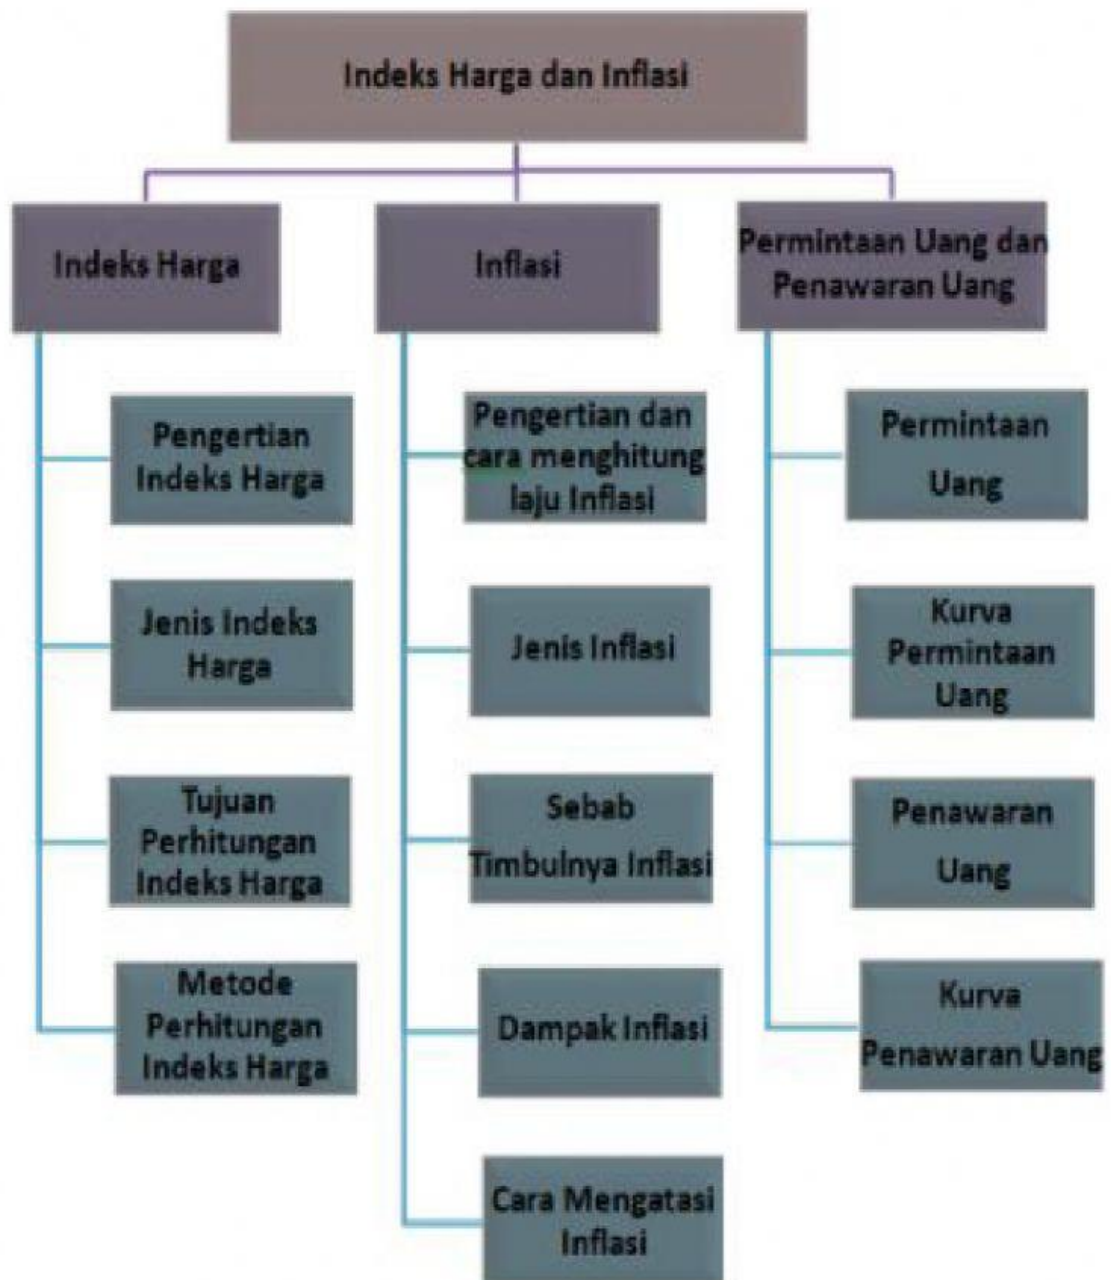 Indeks Harga dan Inflasi
Indeks Harga
Pengertian
Indeks Harga
Jenis Indeks
Harga
Tujuan
Perhitungan
Indeks Harga
Metode
Perhitungan
Indeks Harga
Inflasi
Pengertian dan
cara menghitung
laju Inflasi
Jenis Inflasi
Sebab
Timbulnya Inflasi
Dampak Inflasi
Cara Mengatasi
Inflasi
Permintaan Uang dan
Penawaran Uang
Permintaan
Uang
Kurva
Permintaan
Uang
Penawaran
Uang
Kurva
Penawaran Uang